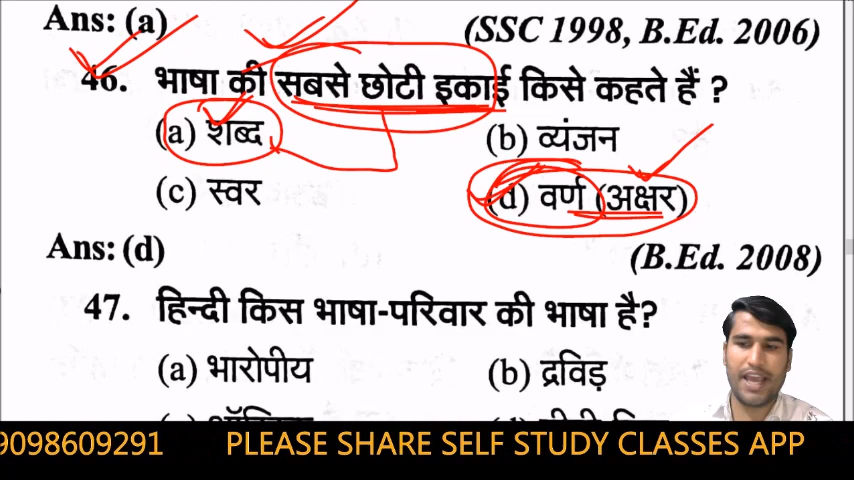 Ans: (a)
(SSC 1998, B.Ed. 2006)
46. भाषा की सबसे छोटी इकाई किसे कहते हैं ?
(a) शब्द (b) व्यंजन
(c) स्वर (d) वर्ण (अक्षर)
Ans: (d)
(B.Ed. 2008)
47. हिन्दी किस भाषा-परिवार की भाषा है?
(a) भारोपीय (b) द्रविड़
9098609291 PLEASE SHARE SELF STUDY CLASSES APP